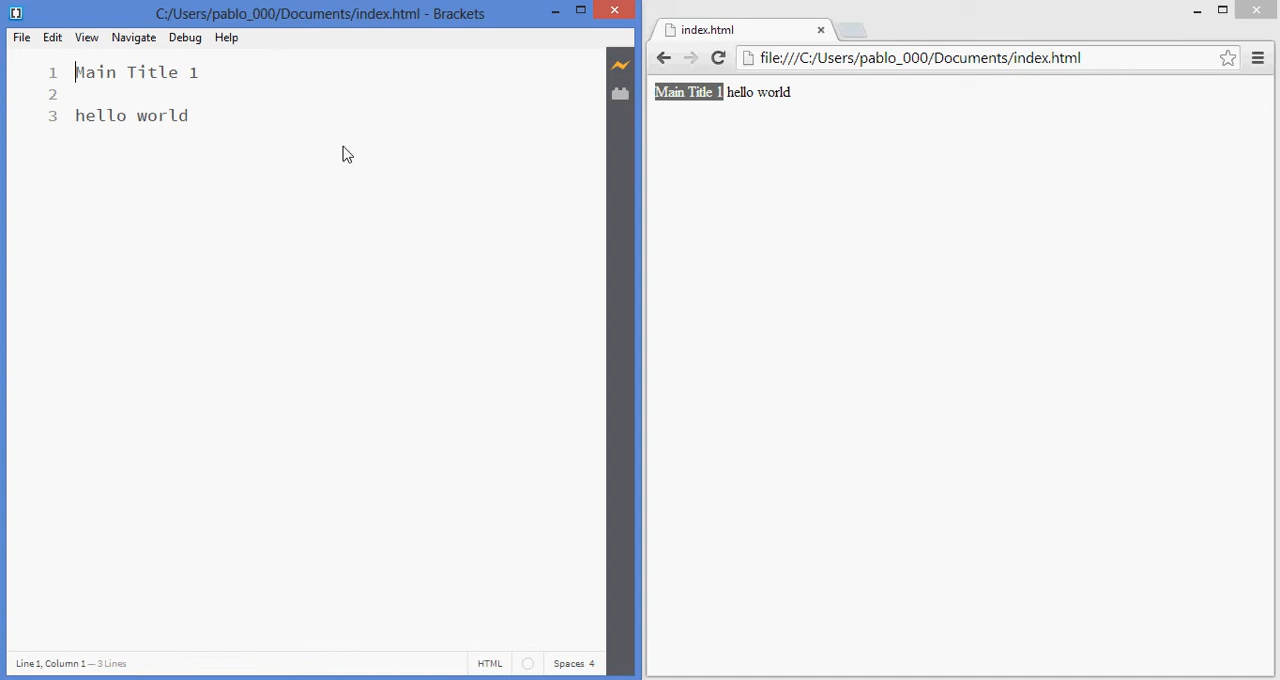 C:/Users/pablo_000/Documents/index.html - Brackets
File Edit View Navigate Debug Help
1 Main Title 1
2
3 hello world
Line 1, Column 1 — 3 Lines
HTML
Spaces 4
index.html
file:///C:/Users/pablo_000/Documents/index.html
Main Title 1 hello world